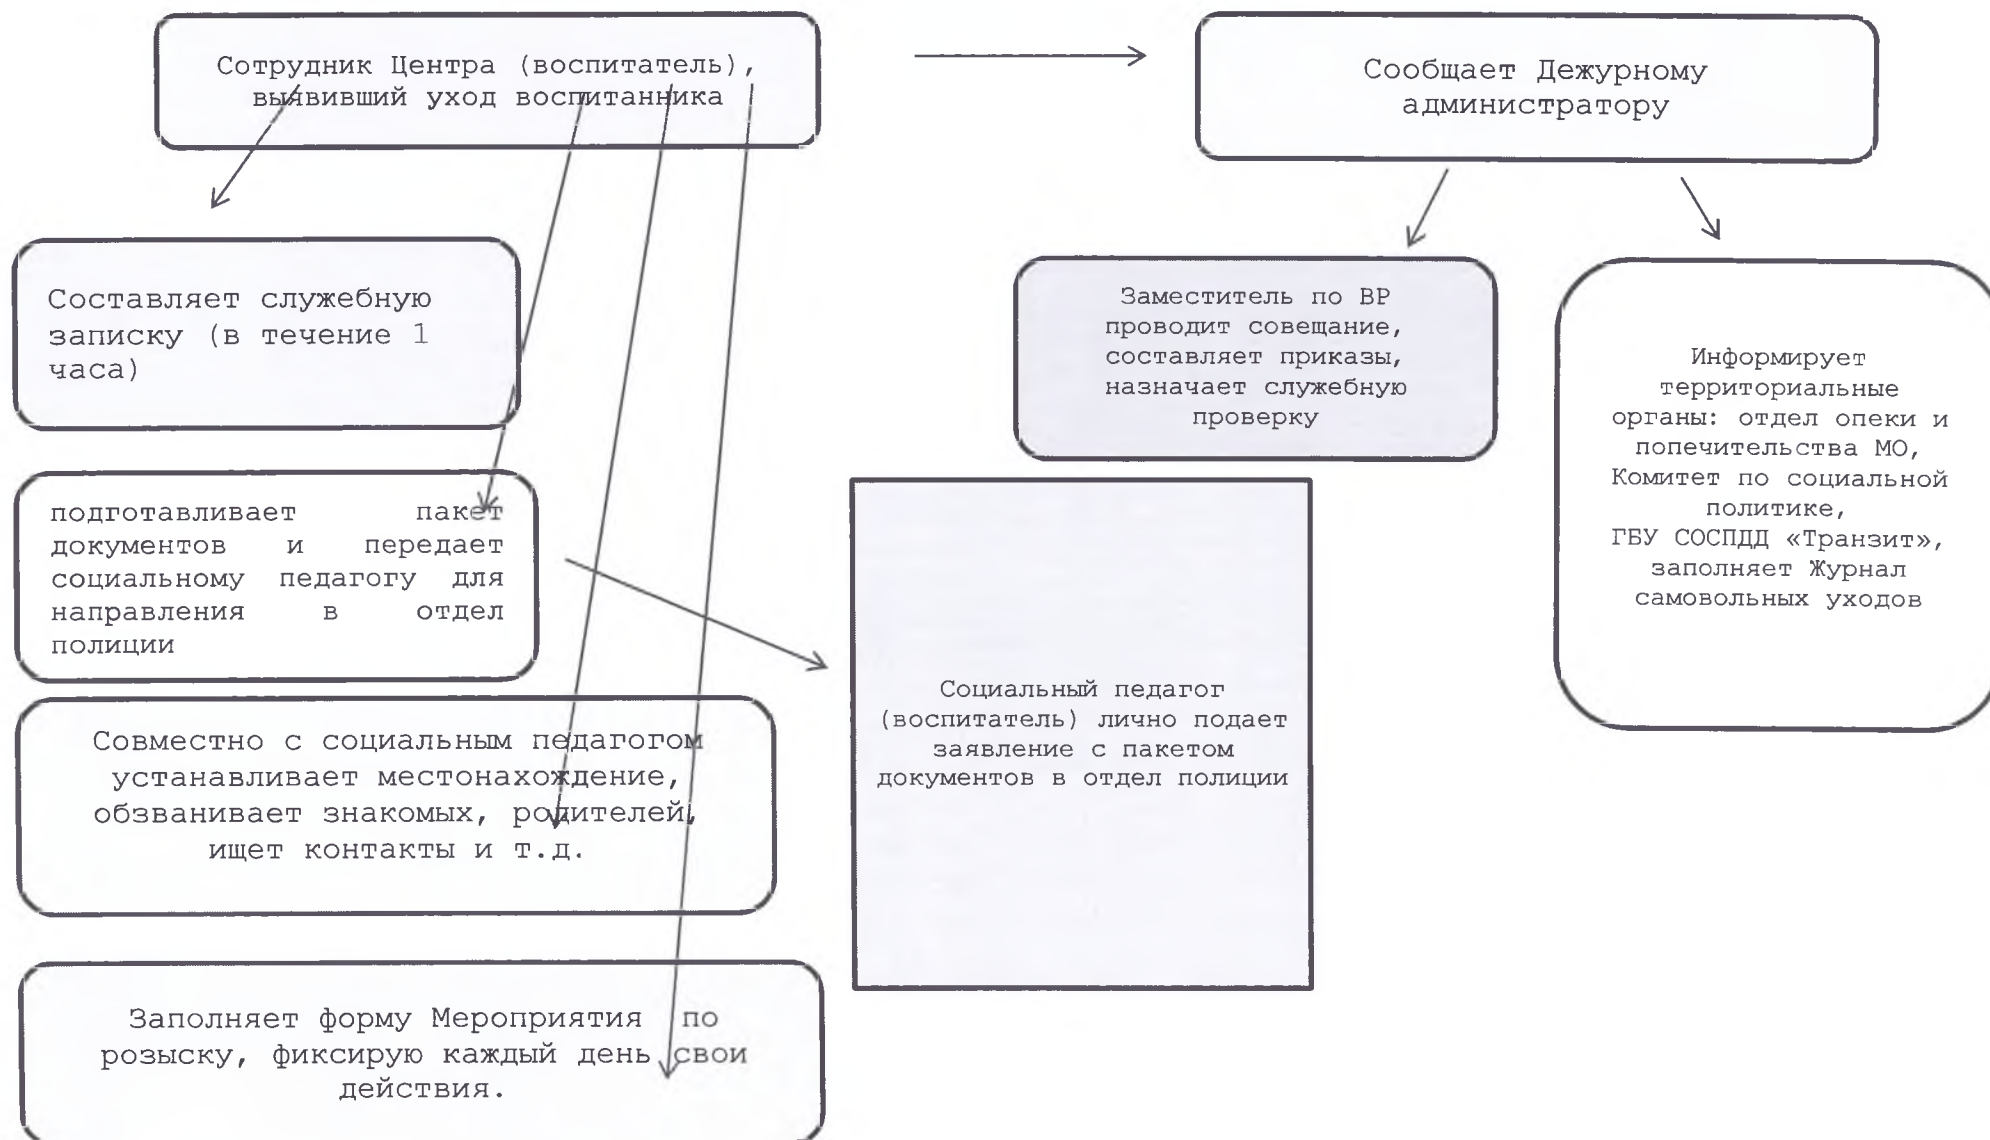 Сотрудник Центра (воспитатель),
выявивший уход воспитанника
Сообщает Дежурному
администратору
Составляет служебную
записку (в течение 1
часа)
Заместитель по ВР
проводит совещание,
составляет приказы,
назначает служебную
проверку
Информирует
территориальные
органы: отдел опеки и
попечительства МО,
Комитет по социальной
политике,
ГБУ СОСПДД «Транзит»,
заполняет Журнал
самовольных уходов
подготавливает пакет
документов и передает
социальному педагогу для
направления в отдел
полиции
Социальный педагог
(воспитатель) лично подает
заявление с пакетом
документов в отдел полиции
Совместно с социальным педагогом
устанавливает местонахождение,
обзванивает знакомых, родителей,
ищет контакты и т.д.
Заполняет форму Мероприятия по
розыску, фиксирую каждый день свои
действия.